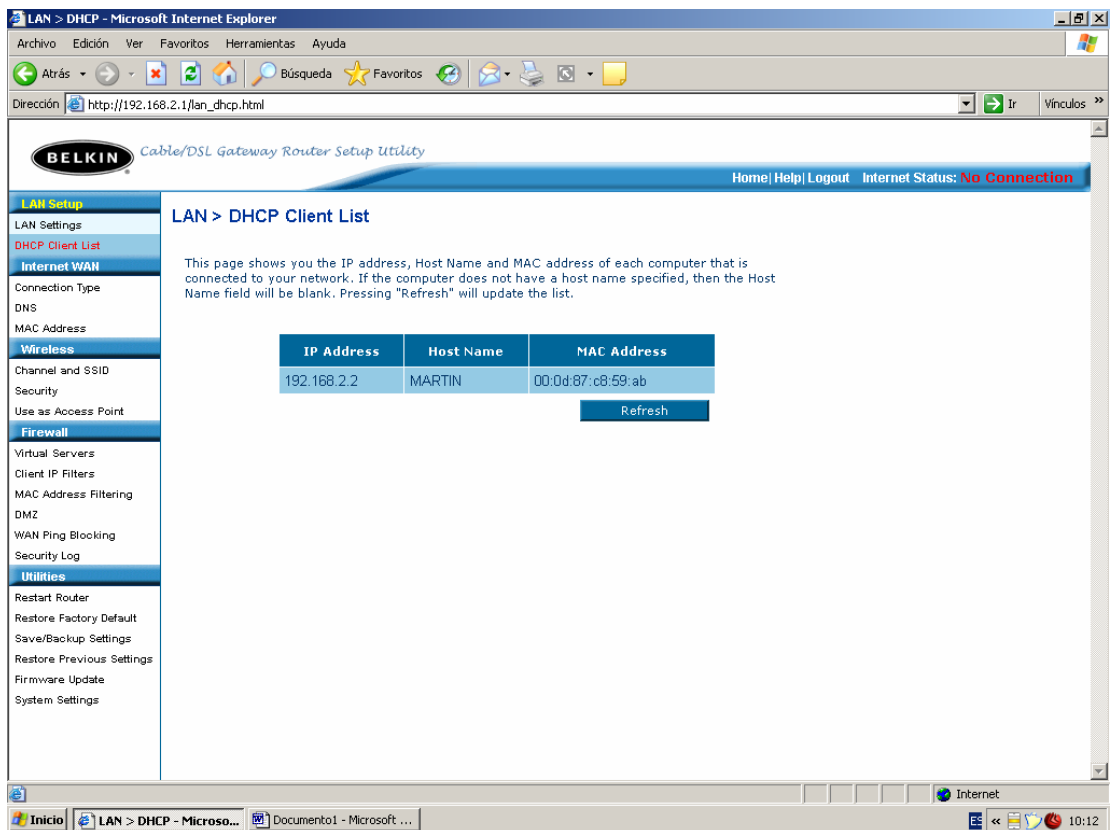 LAN > DHCP - Microsoft Internet Explorer
Archivo Edición Ver Favoritos Herramientas Ayuda
Atrás Búsqueda Favoritos
Dirección http://192.168.2.1/lan_dhcp.html Ir Vínculos »
BELKIN Cable/DSL Gateway Router Setup Utility
Home| Help| Logout Internet Status: No Connection
LAN Setup
LAN Settings
DHCP Client List
Internet WAN
Connection Type
DNS
MAC Address
Wireless
Channel and SSID
Security
Use as Access Point
Firewall
Virtual Servers
Client IP Filters
MAC Address Filtering
DMZ
WAN Ping Blocking
Security Log
Utilities
Restart Router
Restore Factory Default
Save/Backup Settings
Restore Previous Settings
Firmware Update
System Settings
LAN > DHCP Client List
This page shows you the IP address, Host Name and MAC address of each computer that is
connected to your network. If the computer does not have a host name specified, then the Host
Name field will be blank. Pressing "Refresh" will update the list.
IP Address Host Name MAC Address
192.168.2.2 MARTIN 00:0d:87:c8:59:ab
Refresh
Internet
Inicio LAN > DHCP - Microso... Documento1 - Microsoft ... ES « 10:12